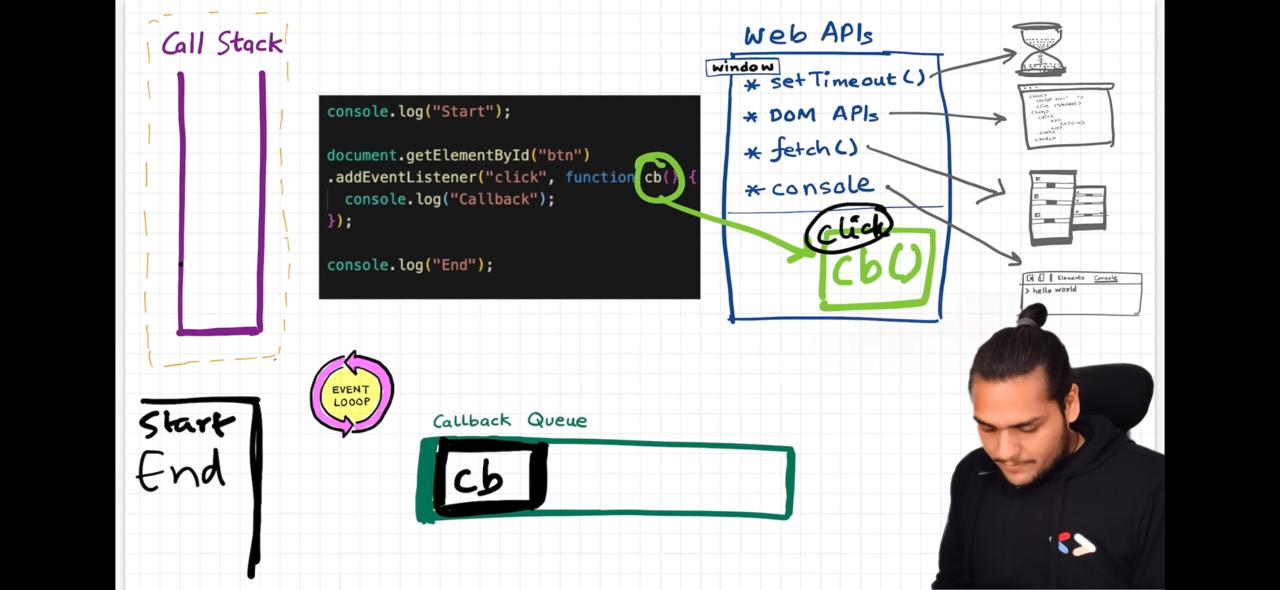 Call Stack
console.log("Start");
document.getElementById("btn")
.addEventListener("click", function cb() {
console.log("Callback");
});
console.log("End");
Web APIs
window
* setTimeout()
* DOM APIs
* fetch()
* console
click
cb()
Elements Console
> hello world
Start
End
EVENT
LOOOP
Callback Queue
cb